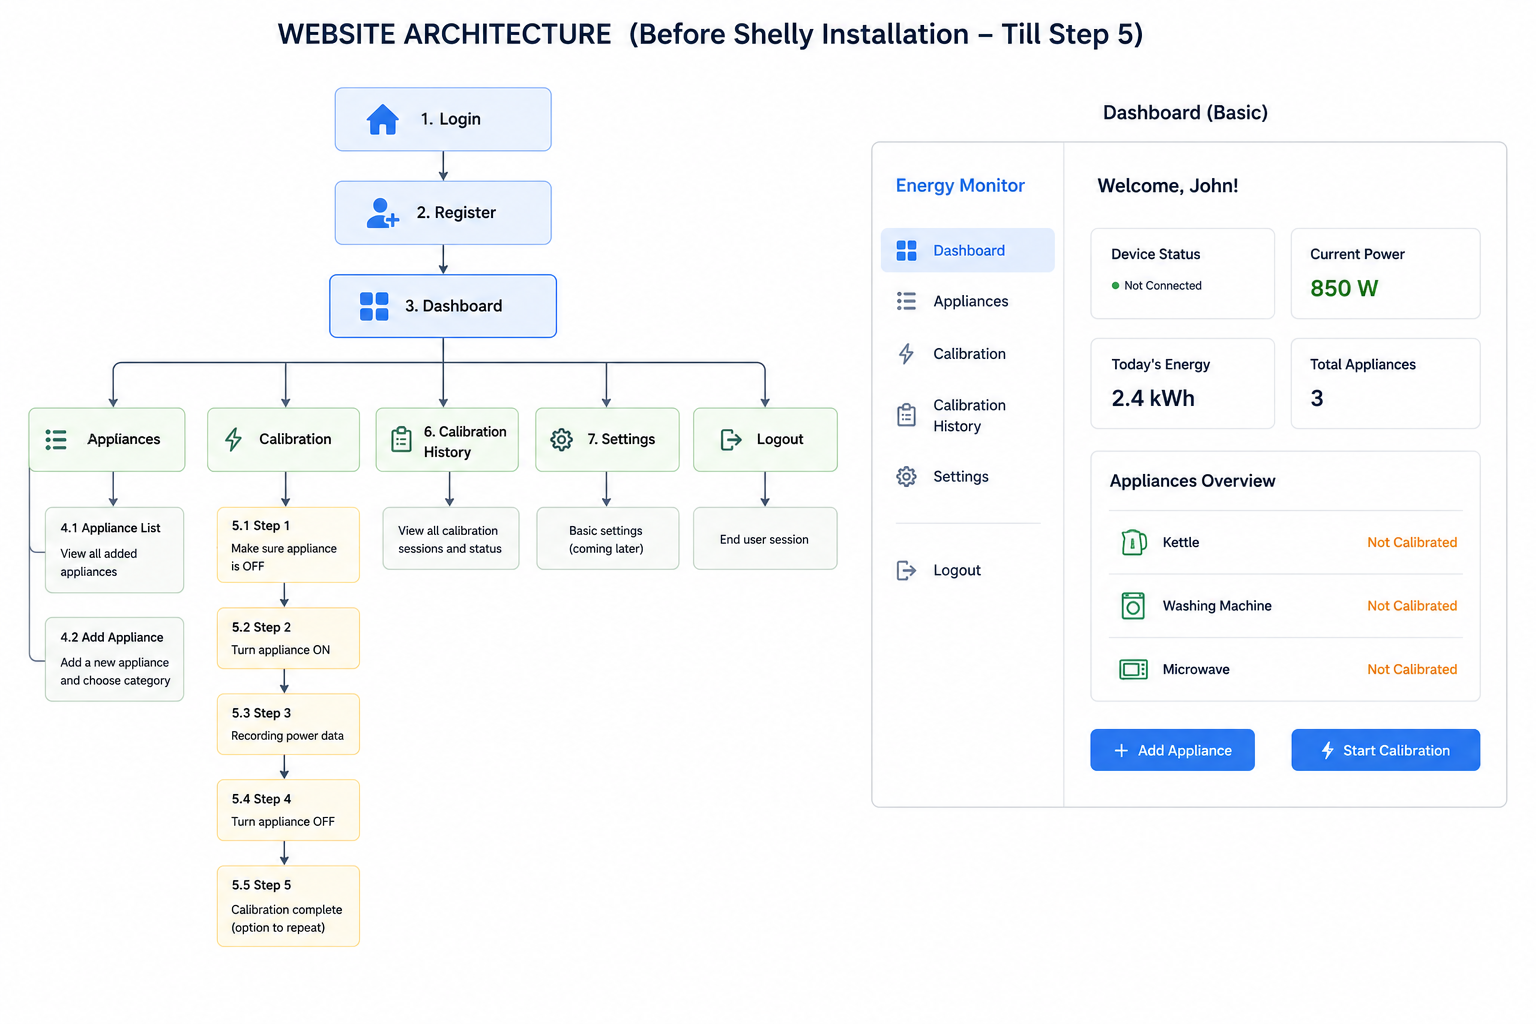 WEBSITE ARCHITECTURE (Before Shelly Installation – Till Step 5)
1. Login
2. Register
3. Dashboard
Appliances
Calibration
6. Calibration
History
7. Settings
Logout
4.1 Appliance List
View all added
appliances
4.2 Add Appliance
Add a new appliance
and choose category
5.1 Step 1
Make sure appliance
is OFF
5.2 Step 2
Turn appliance ON
5.3 Step 3
Recording power data
5.4 Step 4
Turn appliance OFF
5.5 Step 5
Calibration complete
(option to repeat)
View all calibration
sessions and status
Basic settings
(coming later)
End user session
Dashboard (Basic)
Energy Monitor
Dashboard
Appliances
Calibration
Calibration
History
Settings
Logout
Welcome, John!
Device Status
Not Connected
Current Power
850 W
Today's Energy
2.4 kWh
Total Appliances
3
Appliances Overview
Kettle Not Calibrated
Washing Machine Not Calibrated
Microwave Not Calibrated
+ Add Appliance
Start Calibration